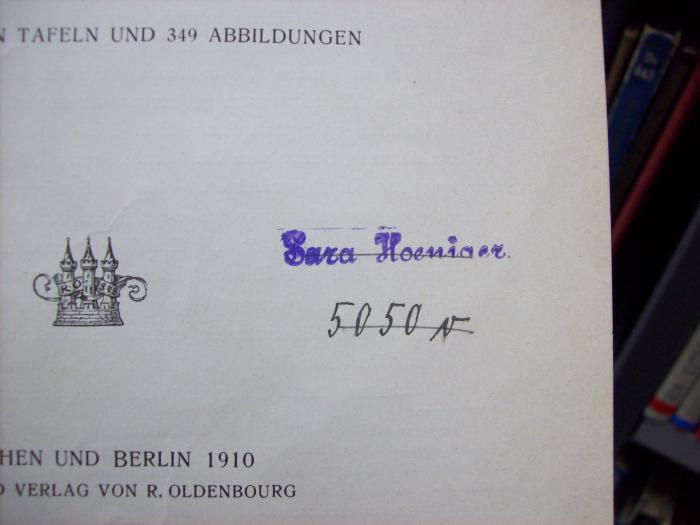 N TAFELN UND 349 ABBILDUNGEN
Sara Hoeniger.
5050
HEN UND BERLIN 1910
D VERLAG VON R. OLDENBOURG